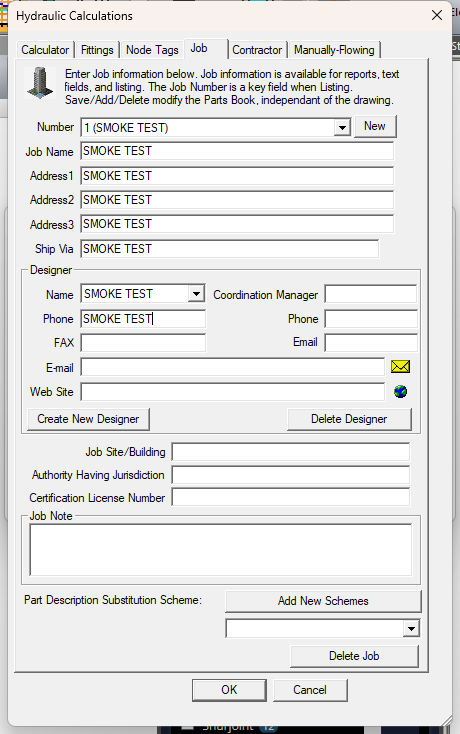 Hydraulic Calculations
Calculator Fittings Node Tags Job Contractor Manually-Flowing
Enter Job information below. Job information is available for reports, text
fields, and listing. The Job Number is a key field when Listing.
Save/Add/Delete modify the Parts Book, independant of the drawing.
Number 1 (SMOKE TEST) New
Job Name SMOKE TEST
Address1 SMOKE TEST
Address2 SMOKE TEST
Address3 SMOKE TEST
Ship Via SMOKE TEST
Designer
Name SMOKE TEST Coordination Manager
Phone SMOKE TEST Phone
FAX Email
E-mail
Web Site
Create New Designer Delete Designer
Job Site/Building
Authority Having Jurisdiction
Certification License Number
Job Note
Part Description Substitution Scheme: Add New Schemes
Delete Job
OK Cancel